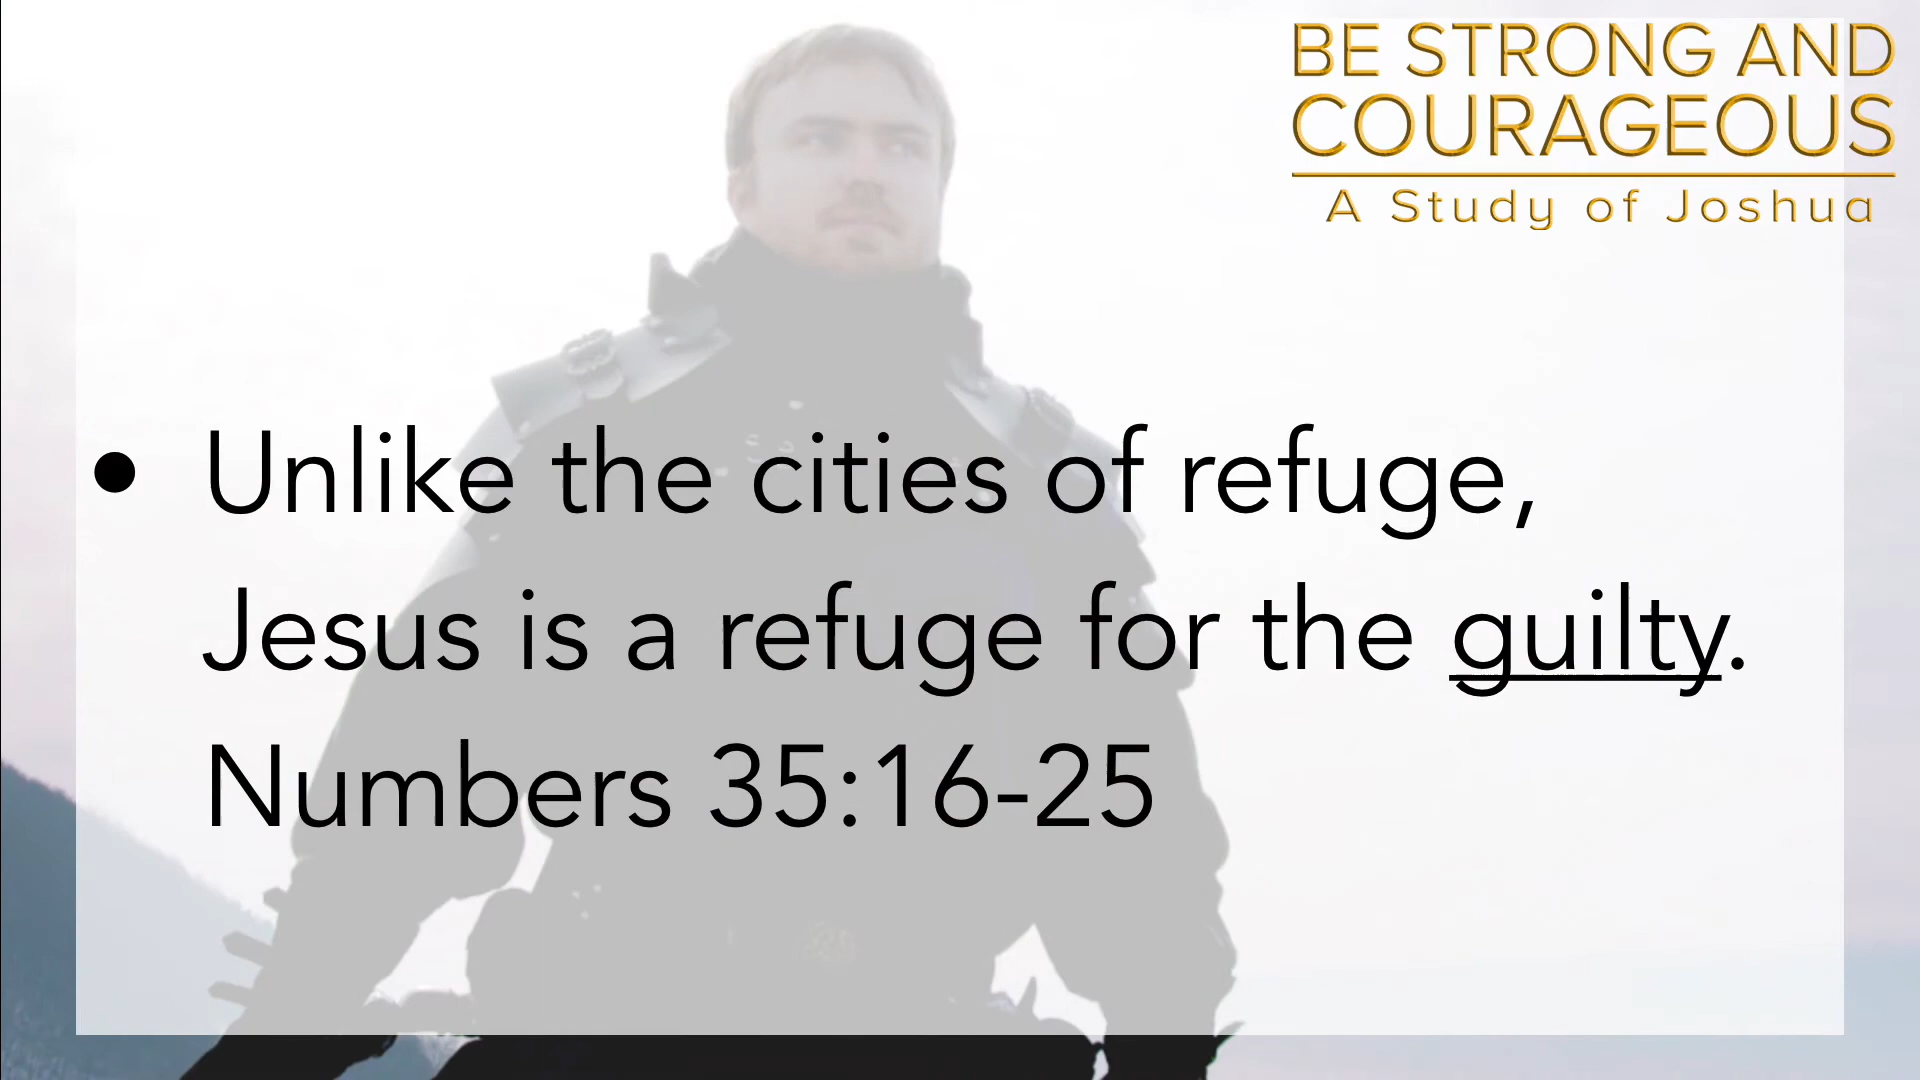 BE STRONG AND
COURAGEOUS
A Study of Joshua
• Unlike the cities of refuge,
Jesus is a refuge for the guilty.
Numbers 35:16-25